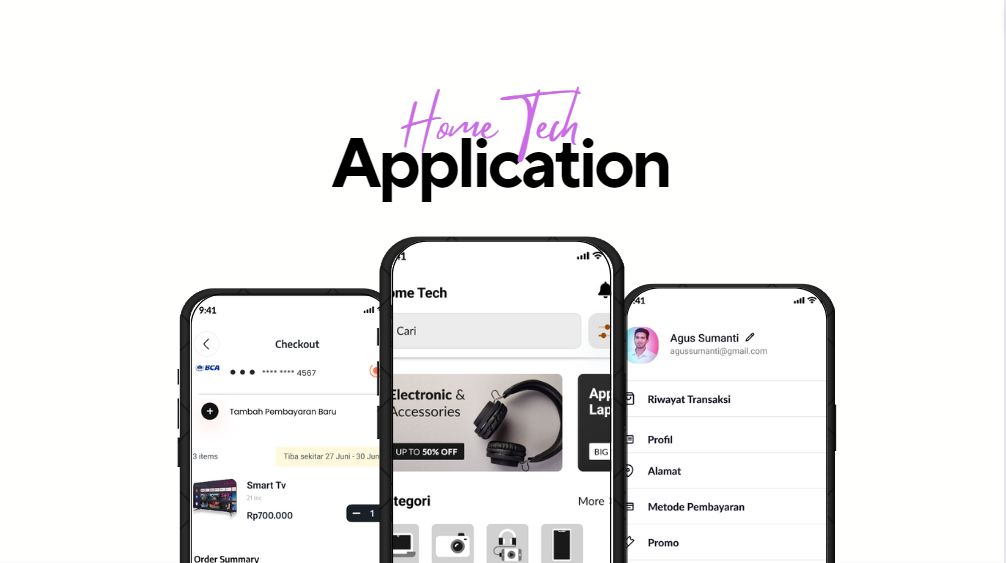 Home Tech
Application
9:41
Checkout
BCA
●●● **** **** 4567
Tambah Pembayaran Baru
3 items
Tiba sekitar 27 Juni - 30 Jun
Smart Tv
21 Inc
Rp700.000
− 1
Order Summary
41
ome Tech
Cari
Electronic &
Accessories
UP TO 50% OFF
App
Lap
BIG
tegori
More
:41
Agus Sumanti
agussumanti@gmail.com
Riwayat Transaksi
Profil
Alamat
Metode Pembayaran
Promo